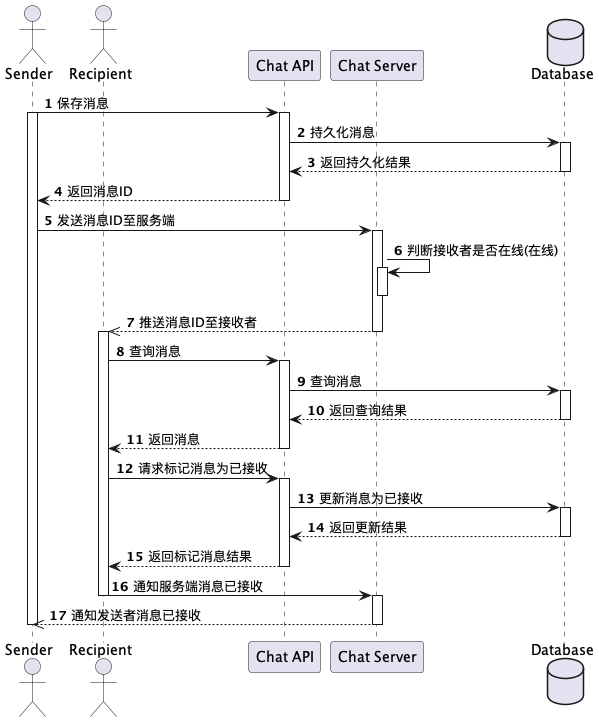 Sender Recipient Chat API Chat Server Database
1 保存消息
2 持久化消息
3 返回持久化结果
4 返回消息ID
5 发送消息ID至服务端
6 判断接收者是否在线(在线)
7 推送消息ID至接收者
8 查询消息
9 查询消息
10 返回查询结果
11 返回消息
12 请求标记消息为已接收
13 更新消息为已接收
14 返回更新结果
15 返回标记消息结果
16 通知服务端消息已接收
17 通知发送者消息已接收
Sender Recipient Chat API Chat Server Database